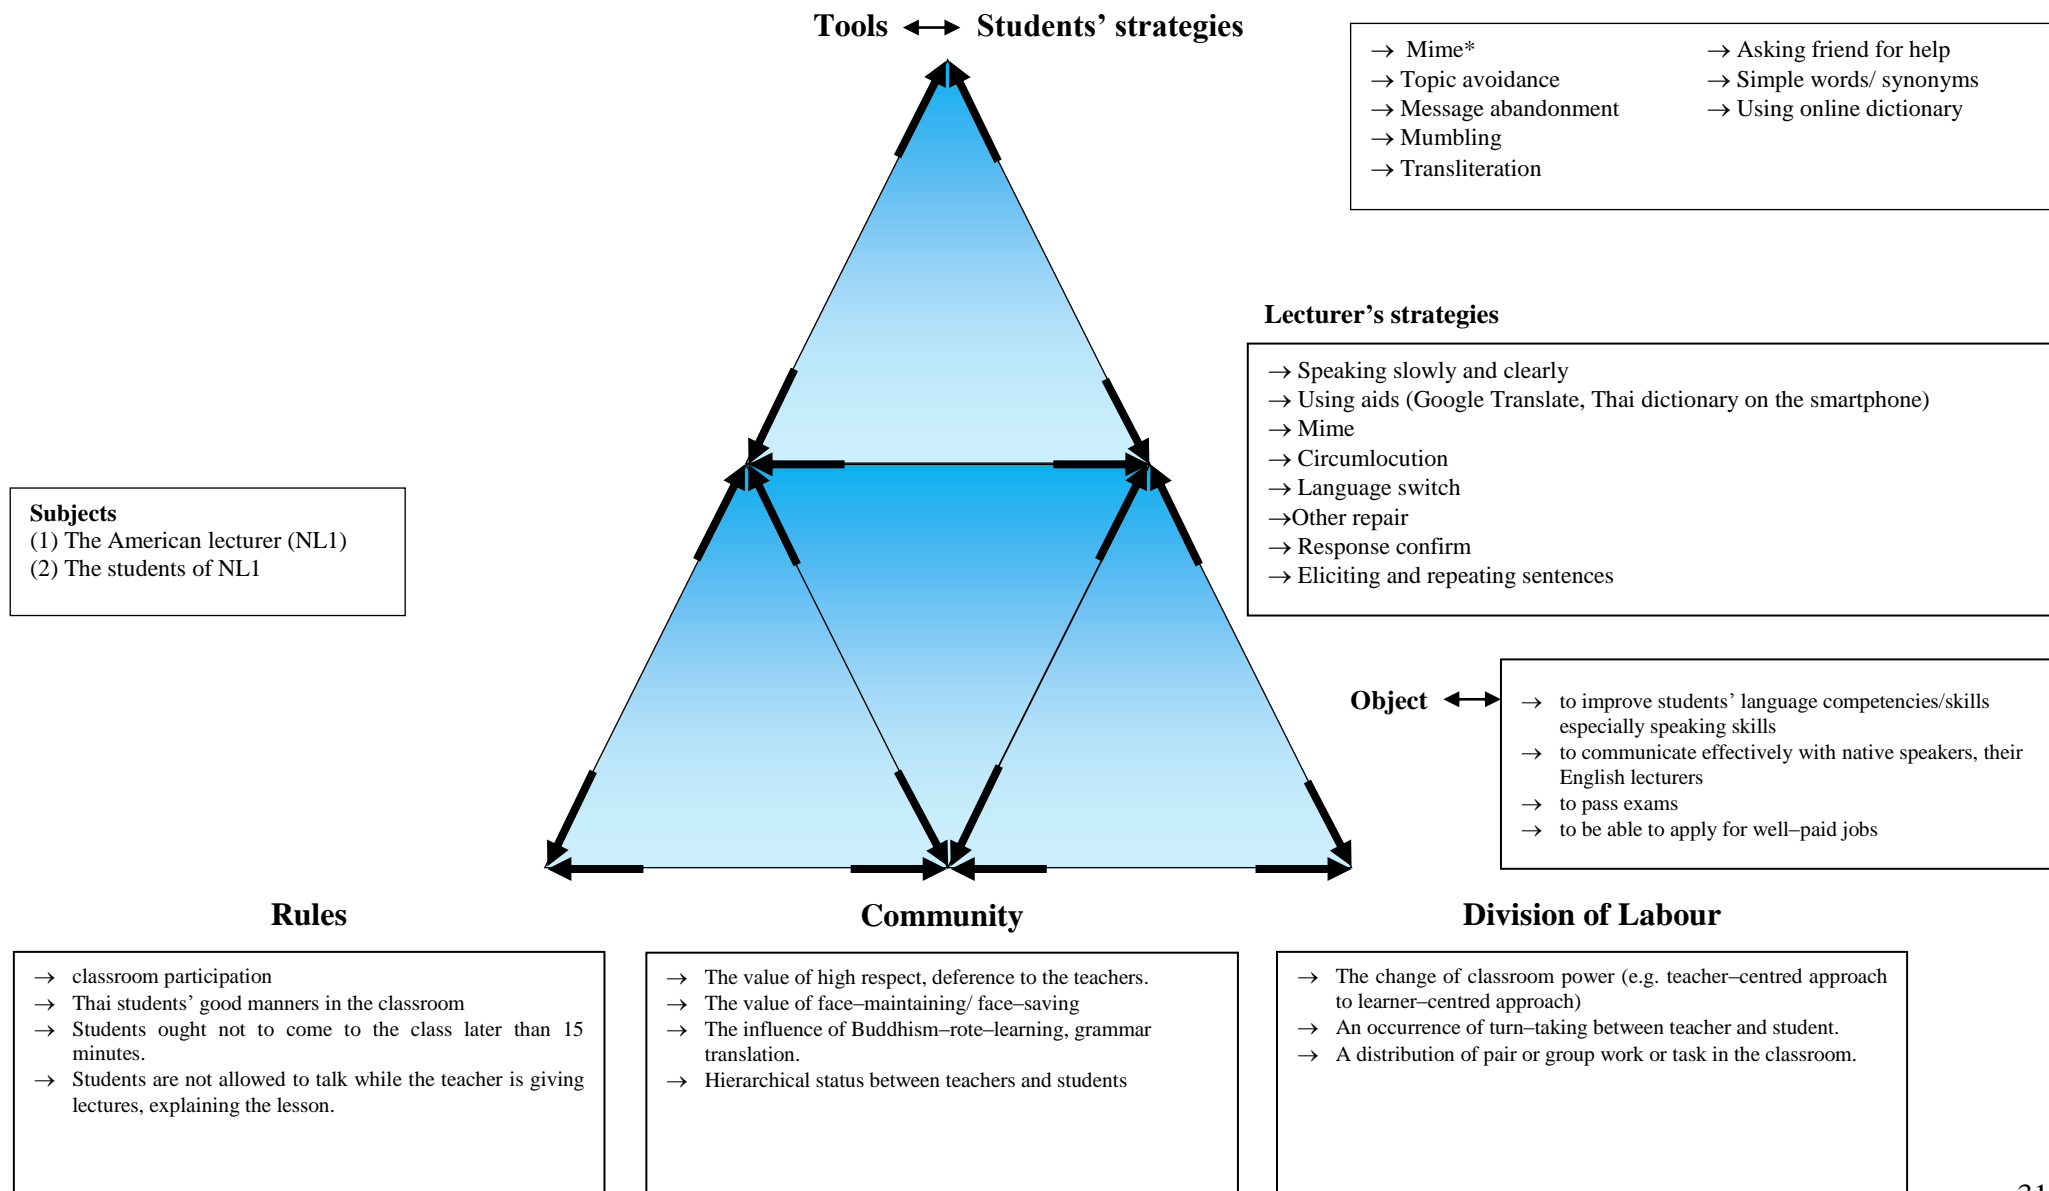 Tools ↔ Students’ strategies
→ Mime*
→ Topic avoidance
→ Message abandonment
→ Mumbling
→ Transliteration
→ Asking friend for help
→ Simple words/ synonyms
→ Using online dictionary
Lecturer’s strategies
→ Speaking slowly and clearly
→ Using aids (Google Translate, Thai dictionary on the smartphone)
→ Mime
→ Circumlocution
→ Language switch
→Other repair
→ Response confirm
→ Eliciting and repeating sentences
Subjects
(1) The American lecturer (NL1)
(2) The students of NL1
Object ↔
→ to improve students’ language competencies/skills
especially speaking skills
→ to communicate effectively with native speakers, their
English lecturers
→ to pass exams
→ to be able to apply for well–paid jobs
Rules
→ classroom participation
→ Thai students’ good manners in the classroom
→ Students ought not to come to the class later than 15
minutes.
→ Students are not allowed to talk while the teacher is giving
lectures, explaining the lesson.
Community
→ The value of high respect, deference to the teachers.
→ The value of face–maintaining/ face–saving
→ The influence of Buddhism–rote–learning, grammar
translation.
→ Hierarchical status between teachers and students
Division of Labour
→ The change of classroom power (e.g. teacher–centred approach
to learner–centred approach)
→ An occurrence of turn–taking between teacher and student.
→ A distribution of pair or group work or task in the classroom.